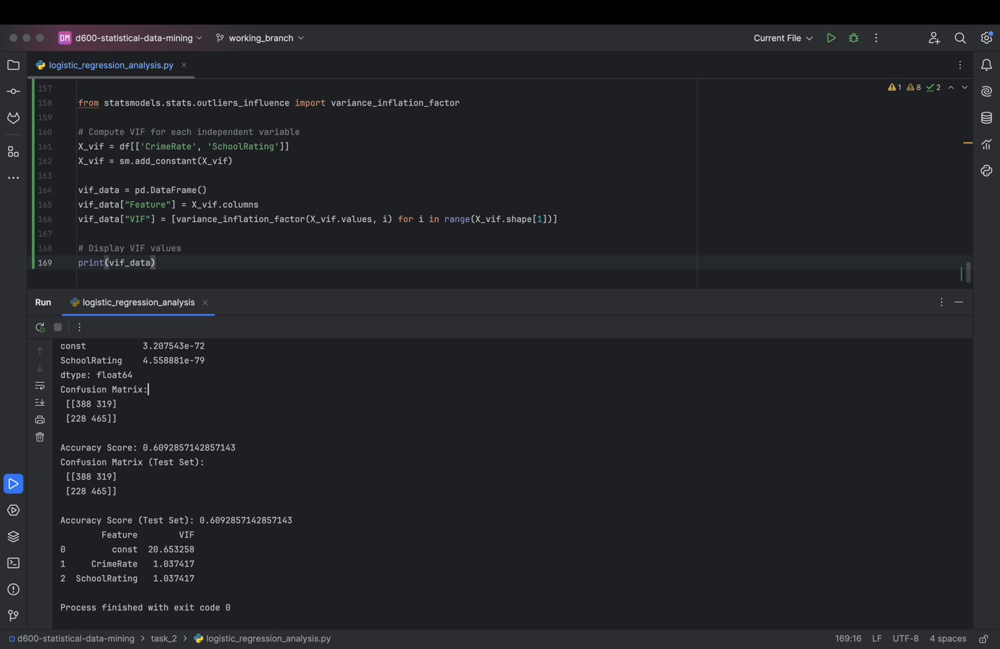 DM d600-statistical-data-mining working_branch Current File
logistic_regression_analysis.py
1 8 2
157
158 from statsmodels.stats.outliers_influence import variance_inflation_factor
159
160 # Compute VIF for each independent variable
161 X_vif = df[['CrimeRate', 'SchoolRating']]
162 X_vif = sm.add_constant(X_vif)
163
164 vif_data = pd.DataFrame()
165 vif_data["Feature"] = X_vif.columns
166 vif_data["VIF"] = [variance_inflation_factor(X_vif.values, i) for i in range(X_vif.shape[1])]
167
168 # Display VIF values
169 print(vif_data)
Run logistic_regression_analysis
const 3.207543e-72
SchoolRating 4.558881e-79
dtype: float64
Confusion Matrix:
[[388 319]
[228 465]]
Accuracy Score: 0.6092857142857143
Confusion Matrix (Test Set):
[[388 319]
[228 465]]
Accuracy Score (Test Set): 0.6092857142857143
Feature VIF
0 const 20.653258
1 CrimeRate 1.037417
2 SchoolRating 1.037417
Process finished with exit code 0
d600-statistical-data-mining > task_2 > logistic_regression_analysis.py 169:16 LF UTF-8 4 spaces